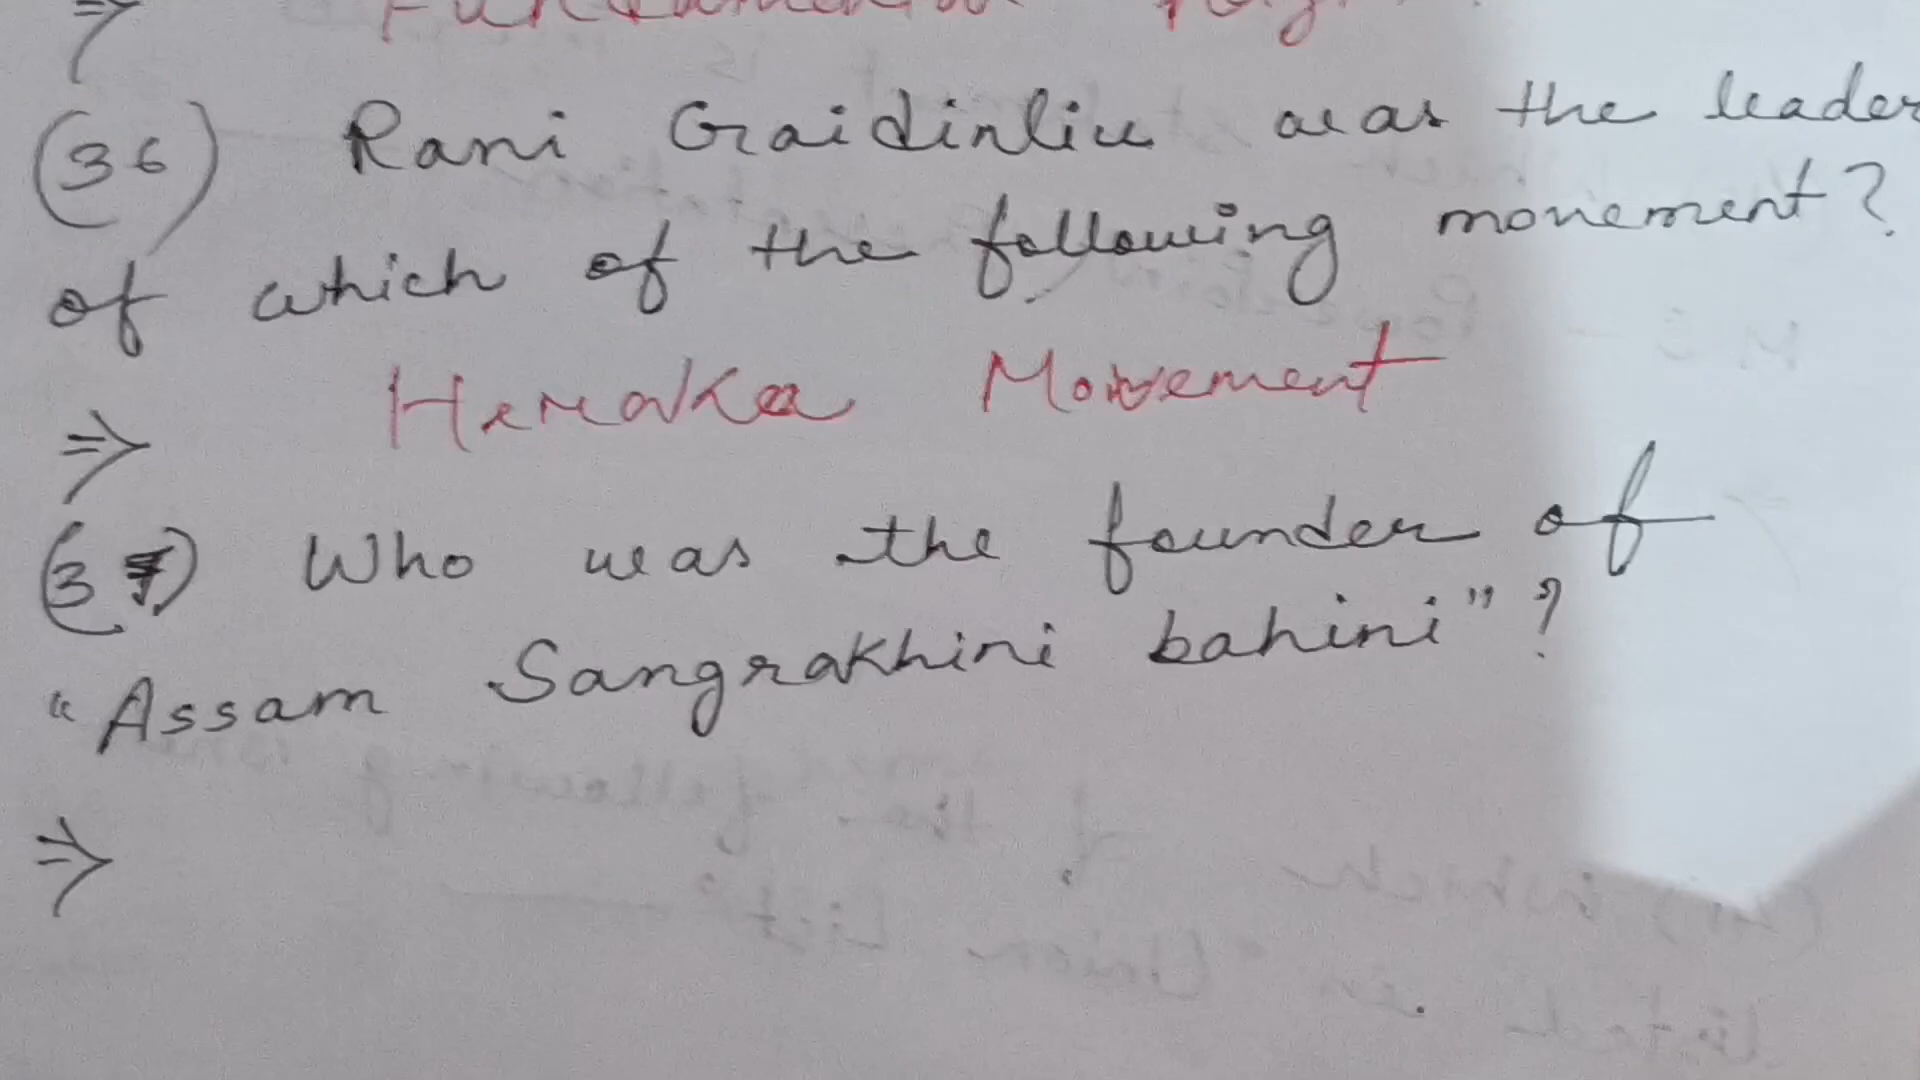 (36) Rani Gaidinliu was the leader
of which of the following movement?
⇒ Heraka Movement
(37) Who was the founder of
"Assam Sangrakhini bahini"?
⇒